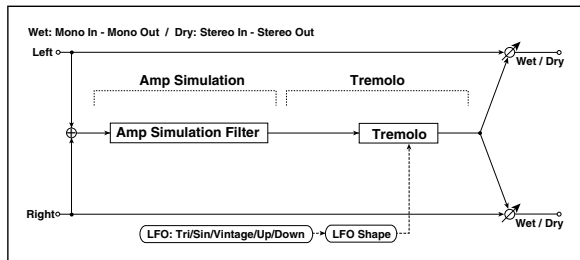 Wet: Mono In - Mono Out / Dry: Stereo In - Stereo Out
Left
Wet / Dry
Amp Simulation
Tremolo
Amp Simulation Filter
Tremolo
Right
Wet / Dry
LFO: Tri/Sin/Vintage/Up/Down
LFO Shape